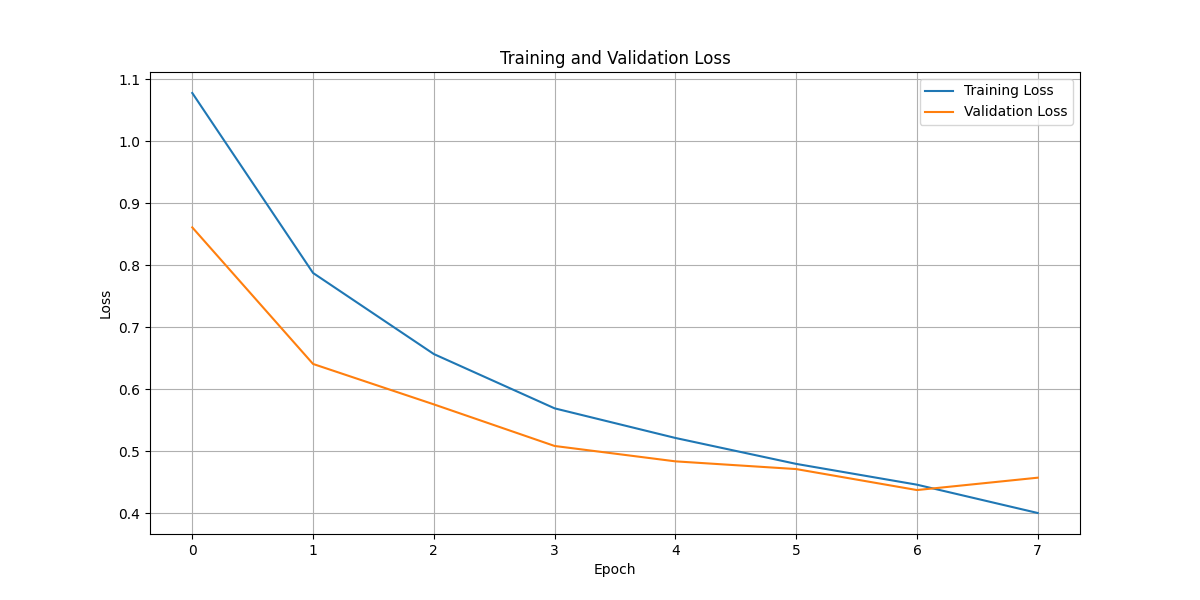 Training and Validation Loss
Training Loss
Validation Loss
1.1
1.0
0.9
0.8
0.7
0.6
0.5
0.4
Loss
0 1 2 3 4 5 6 7
Epoch